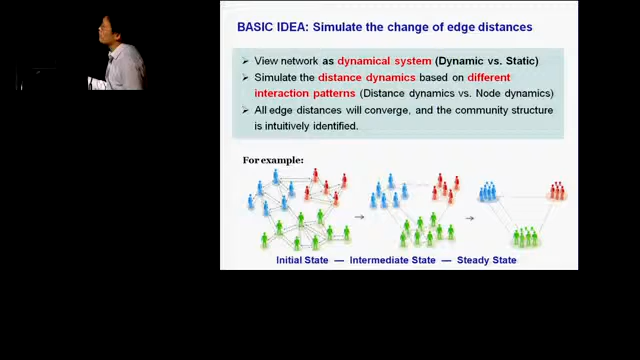 BASIC IDEA: Simulate the change of edge distances
➢ View network as dynamical system (Dynamic vs. Static)
➢ Simulate the distance dynamics based on different
interaction patterns (Distance dynamics vs. Node dynamics)
➢ All edge distances will converge, and the community structure
is intuitively identified.
For example:
Initial State — Intermediate State — Steady State